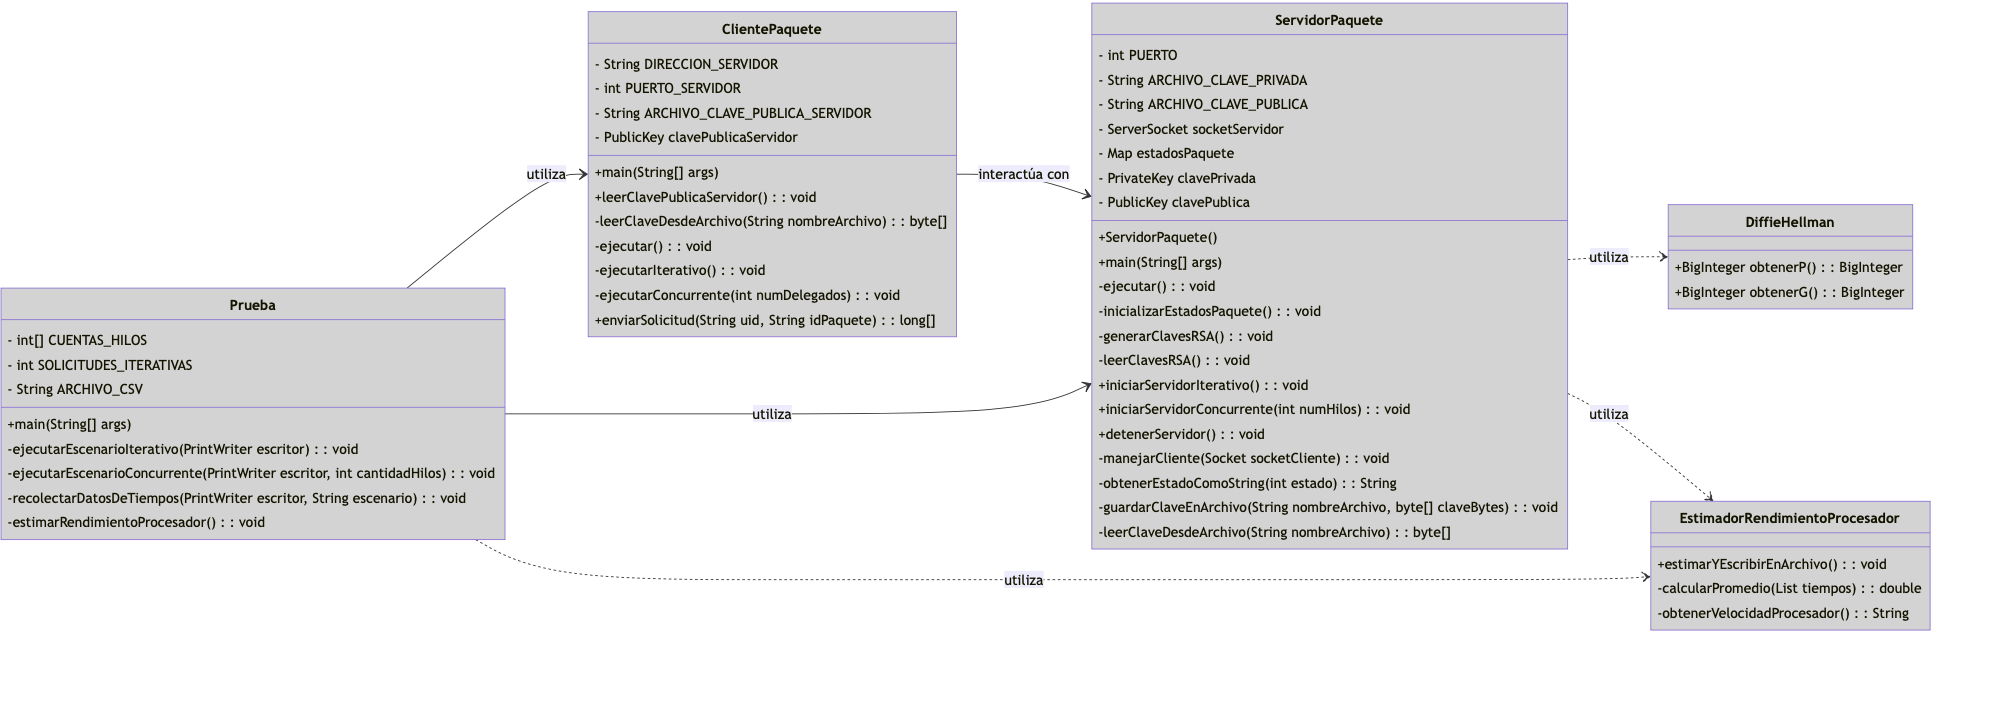 ClientePaquete
- String DIRECCION_SERVIDOR
- int PUERTO_SERVIDOR
- String ARCHIVO_CLAVE_PUBLICA_SERVIDOR
- PublicKey clavePublicaServidor
+main(String[] args)
+leerClavePublicaServidor() : : void
-leerClaveDesdeArchivo(String nombreArchivo) : : byte[]
-ejecutar() : : void
-ejecutarIterativo() : : void
-ejecutarConcurrente(int numDelegados) : : void
+enviarSolicitud(String uid, String idPaquete) : : long[]
ServidorPaquete
- int PUERTO
- String ARCHIVO_CLAVE_PRIVADA
- String ARCHIVO_CLAVE_PUBLICA
- ServerSocket socketServidor
- Map estadosPaquete
- PrivateKey clavePrivada
- PublicKey clavePublica
+ServidorPaquete()
+main(String[] args)
-ejecutar() : : void
-inicializarEstadosPaquete() : : void
-generarClavesRSA() : : void
-leerClavesRSA() : : void
+iniciarServidorIterativo() : : void
+iniciarServidorConcurrente(int numHilos) : : void
+detenerServidor() : : void
-manejarCliente(Socket socketCliente) : : void
-obtenerEstadoComoString(int estado) : : String
-guardarClaveEnArchivo(String nombreArchivo, byte[] claveBytes) : : void
-leerClaveDesdeArchivo(String nombreArchivo) : : byte[]
utiliza
interactúa con
DiffieHellman
+BigInteger obtenerP() : : BigInteger
+BigInteger obtenerG() : : BigInteger
utiliza
Prueba
- int[] CUENTAS_HILOS
- int SOLICITUDES_ITERATIVAS
- String ARCHIVO_CSV
+main(String[] args)
-ejecutarEscenarioIterativo(PrintWriter escritor) : : void
-ejecutarEscenarioConcurrente(PrintWriter escritor, int cantidadHilos) : : void
-recolectarDatosDeTiempos(PrintWriter escritor, String escenario) : : void
-estimarRendimientoProcesador() : : void
utiliza
utiliza
EstimadorRendimientoProcesador
+estimarYEscribirEnArchivo() : : void
-calcularPromedio(List tiempos) : : double
-obtenerVelocidadProcesador() : : String
utiliza